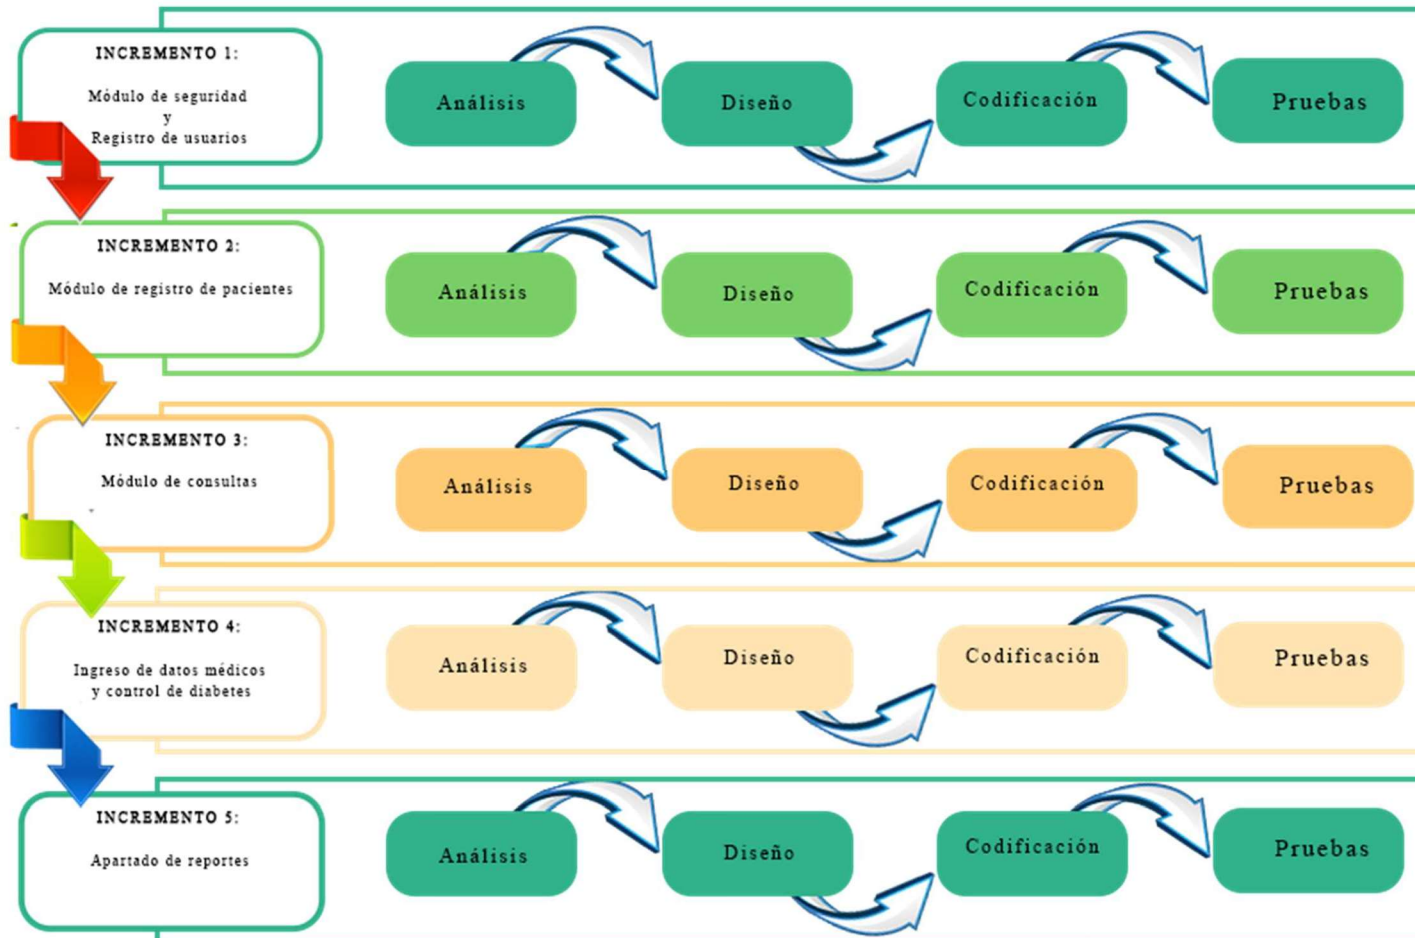 INCREMENTO 1:
Módulo de seguridad
y
Registro de usuarios
Análisis
Diseño
Codificación
Pruebas
INCREMENTO 2:
Módulo de registro de pacientes
Análisis
Diseño
Codificación
Pruebas
INCREMENTO 3:
Módulo de consultas
Análisis
Diseño
Codificación
Pruebas
INCREMENTO 4:
Ingreso de datos médicos
y control de diabetes
Análisis
Diseño
Codificación
Pruebas
INCREMENTO 5:
Apartado de reportes
Análisis
Diseño
Codificación
Pruebas